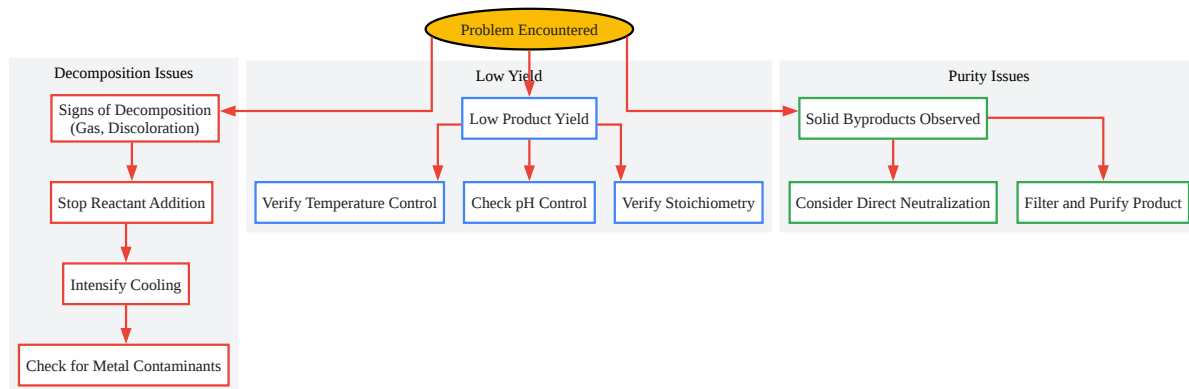 Problem Encountered
Decomposition Issues
Signs of Decomposition
(Gas, Discoloration)
Stop Reactant Addition
Intensify Cooling
Check for Metal Contaminants
Low Yield
Low Product Yield
Verify Temperature Control
Check pH Control
Verify Stoichiometry
Purity Issues
Solid Byproducts Observed
Consider Direct Neutralization
Filter and Purify Product